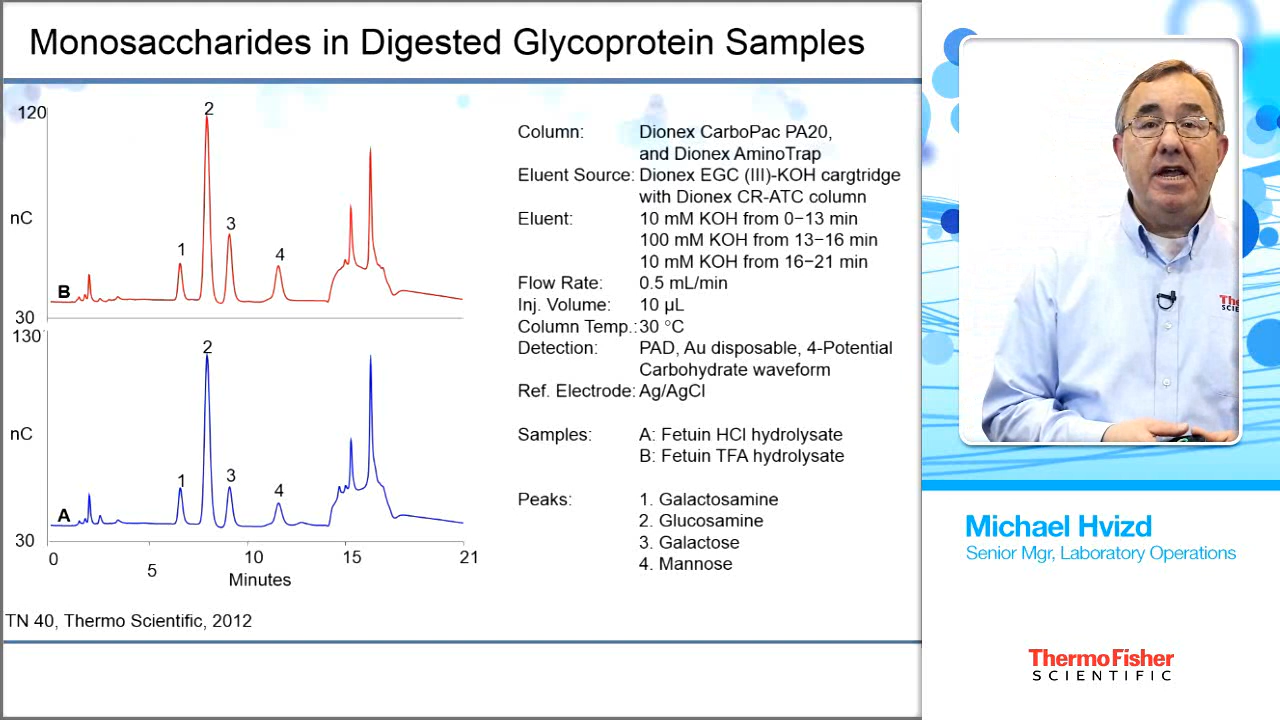 Monosaccharides in Digested Glycoprotein Samples
120
nC
30
B
1
2
3
4
130
nC
30
A
1
2
3
4
0
5
10
15
21
Minutes
Column: Dionex CarboPac PA20,
and Dionex AminoTrap
Eluent Source: Dionex EGC (III)-KOH cargtridge
with Dionex CR-ATC column
Eluent: 10 mM KOH from 0−13 min
100 mM KOH from 13−16 min
10 mM KOH from 16−21 min
Flow Rate: 0.5 mL/min
Inj. Volume: 10 µL
Column Temp.: 30 °C
Detection: PAD, Au disposable, 4-Potential
Carbohydrate waveform
Ref. Electrode: Ag/AgCl
Samples: A: Fetuin HCl hydrolysate
B: Fetuin TFA hydrolysate
Peaks: 1. Galactosamine
2. Glucosamine
3. Galactose
4. Mannose
TN 40, Thermo Scientific, 2012
Michael Hvizd
Senior Mgr, Laboratory Operations
ThermoFisher
SCIENTIFIC